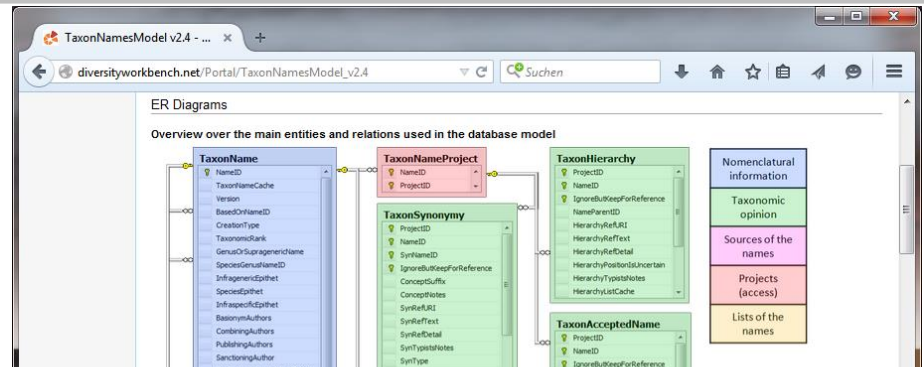 TaxonNamesModel v2.4 - ...
diversityworkbench.net/Portal/TaxonNamesModel_v2.4
Suchen
ER Diagrams
Overview over the main entities and relations used in the database model
TaxonName
NameID
TaxonNameCache
Version
BasedOnNameID
CreationType
TaxonomicRank
GenusOrSupragenericName
SpeciesGenusNameID
InfragenericEpithet
SpeciesEpithet
InfraspecificEpithet
BasionymAuthors
CombiningAuthors
PublishingAuthors
SanctioningAuthor
TaxonNameProject
NameID
ProjectID
TaxonSynonymy
ProjectID
NameID
SynNameID
IgnoreButKeepForReference
ConceptSuffix
ConceptNotes
SynRefURI
SynRefText
SynRefDetail
SynTypistsNotes
SynType
TaxonHierarchy
ProjectID
NameID
IgnoreButKeepForReference
NameParentID
HierarchyRefURI
HierarchyRefText
HierarchyRefDetail
HierarchyPositionIsUncertain
HierarchyTypistsNotes
HierarchyListCache
TaxonAcceptedName
ProjectID
NameID
IgnoreButKeepForReference
Nomenclatural
information
Taxonomic
opinion
Sources of the
names
Projects
(access)
Lists of the
names